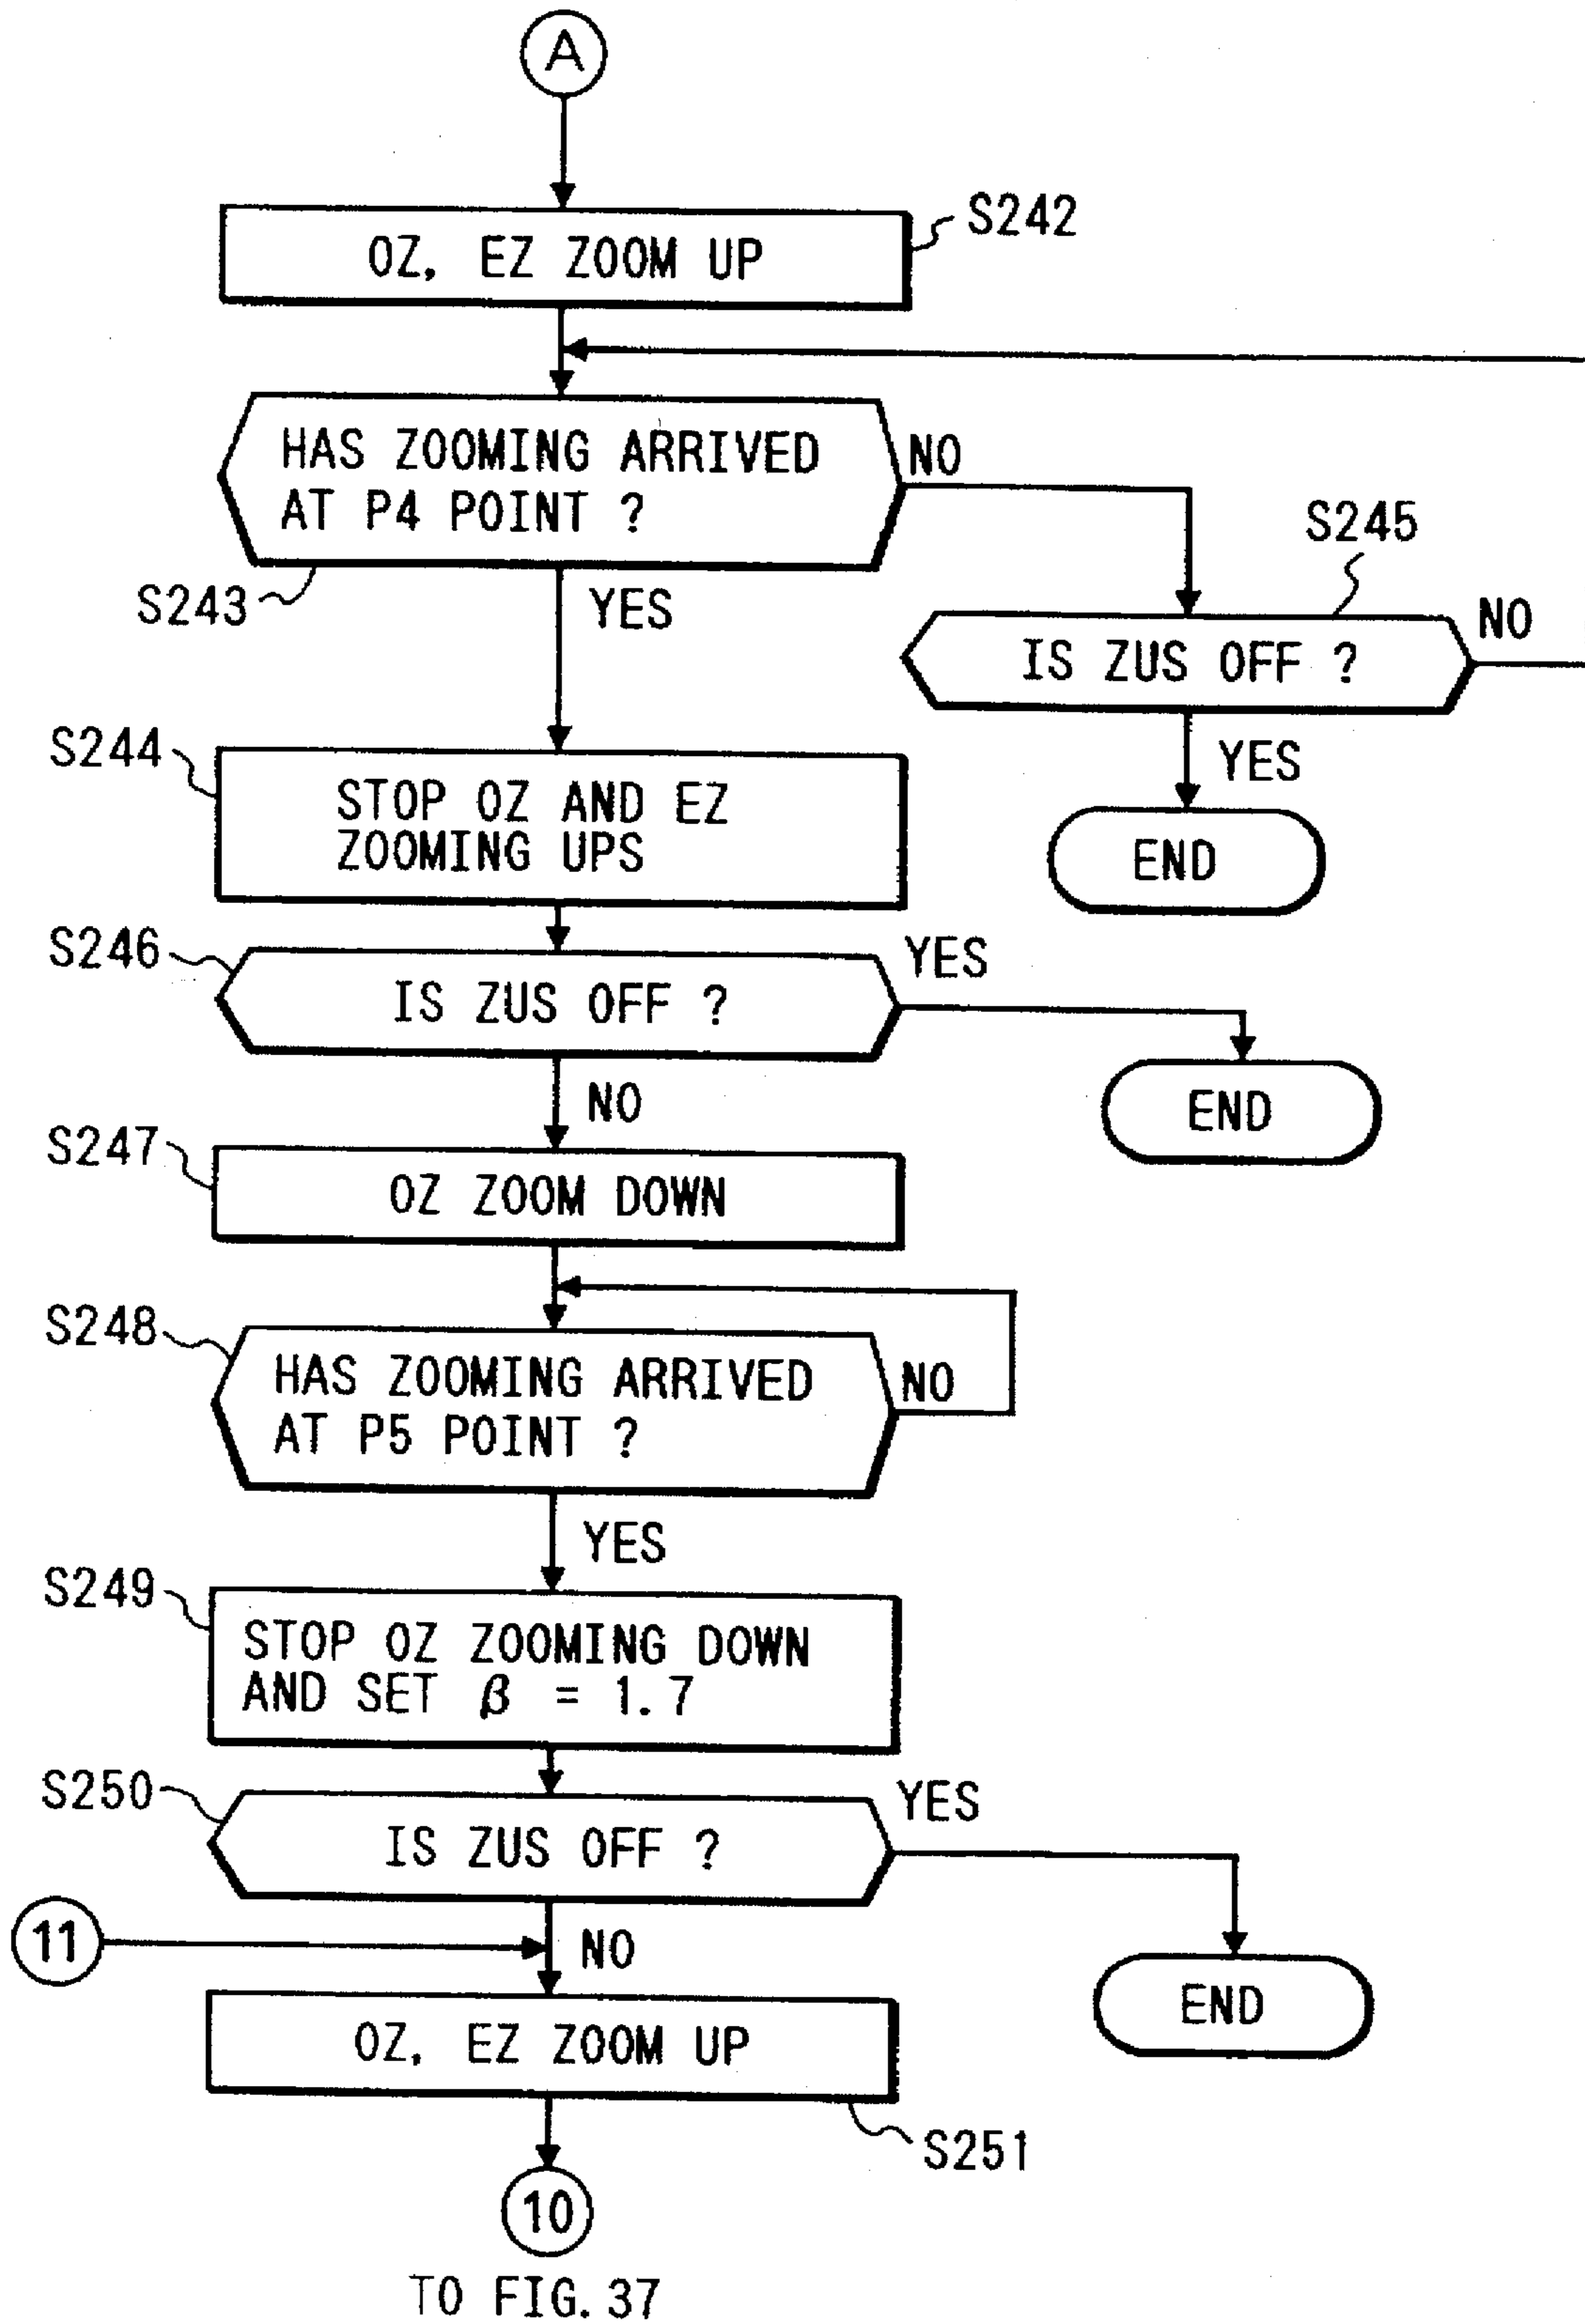 A
S242
OZ, EZ ZOOM UP
HAS ZOOMING ARRIVED
AT P4 POINT ?
NO
S243
YES
S245
IS ZUS OFF ?
NO
YES
END
S244
STOP OZ AND EZ
ZOOMING UPS
S246
IS ZUS OFF ?
YES
END
NO
S247
OZ ZOOM DOWN
S248
HAS ZOOMING ARRIVED
AT P5 POINT ?
NO
YES
S249
STOP OZ ZOOMING DOWN
AND SET β = 1.7
S250
IS ZUS OFF ?
YES
END
11
NO
OZ, EZ ZOOM UP
S251
10
TO FIG. 37